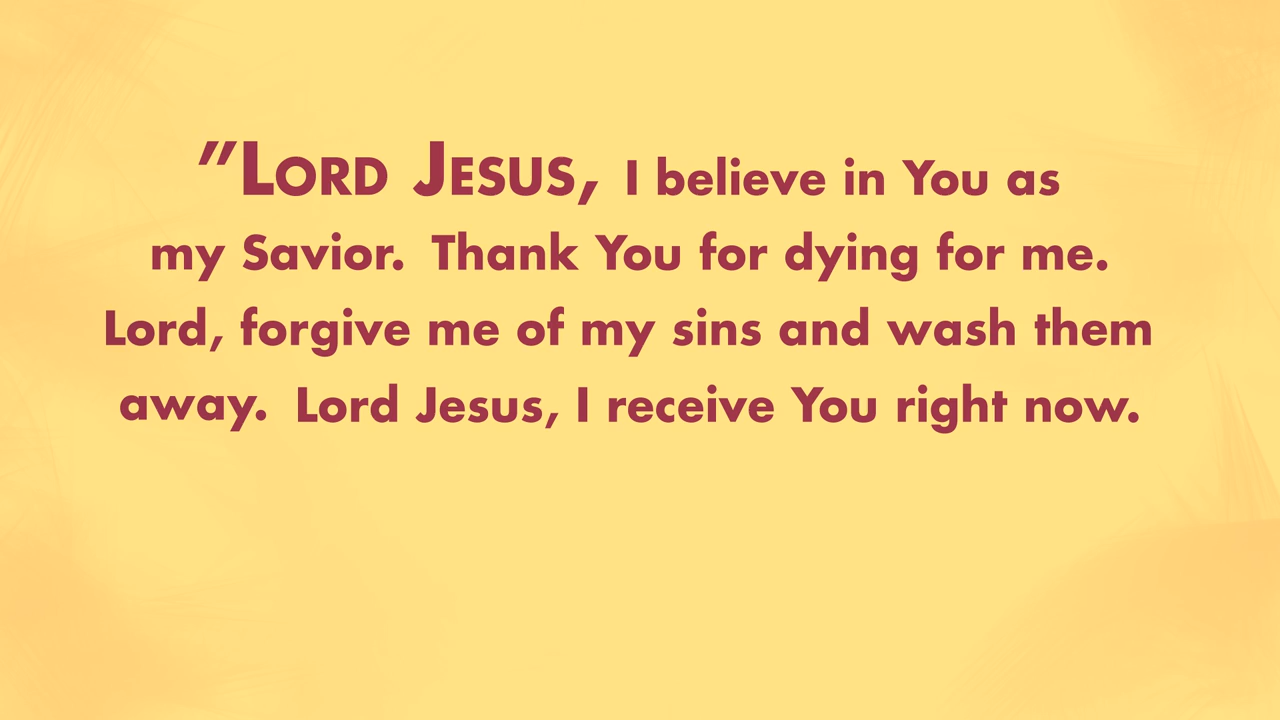 ”LORD JESUS, I believe in You as
my Savior. Thank You for dying for me.
Lord, forgive me of my sins and wash them
away. Lord Jesus, I receive You right now.